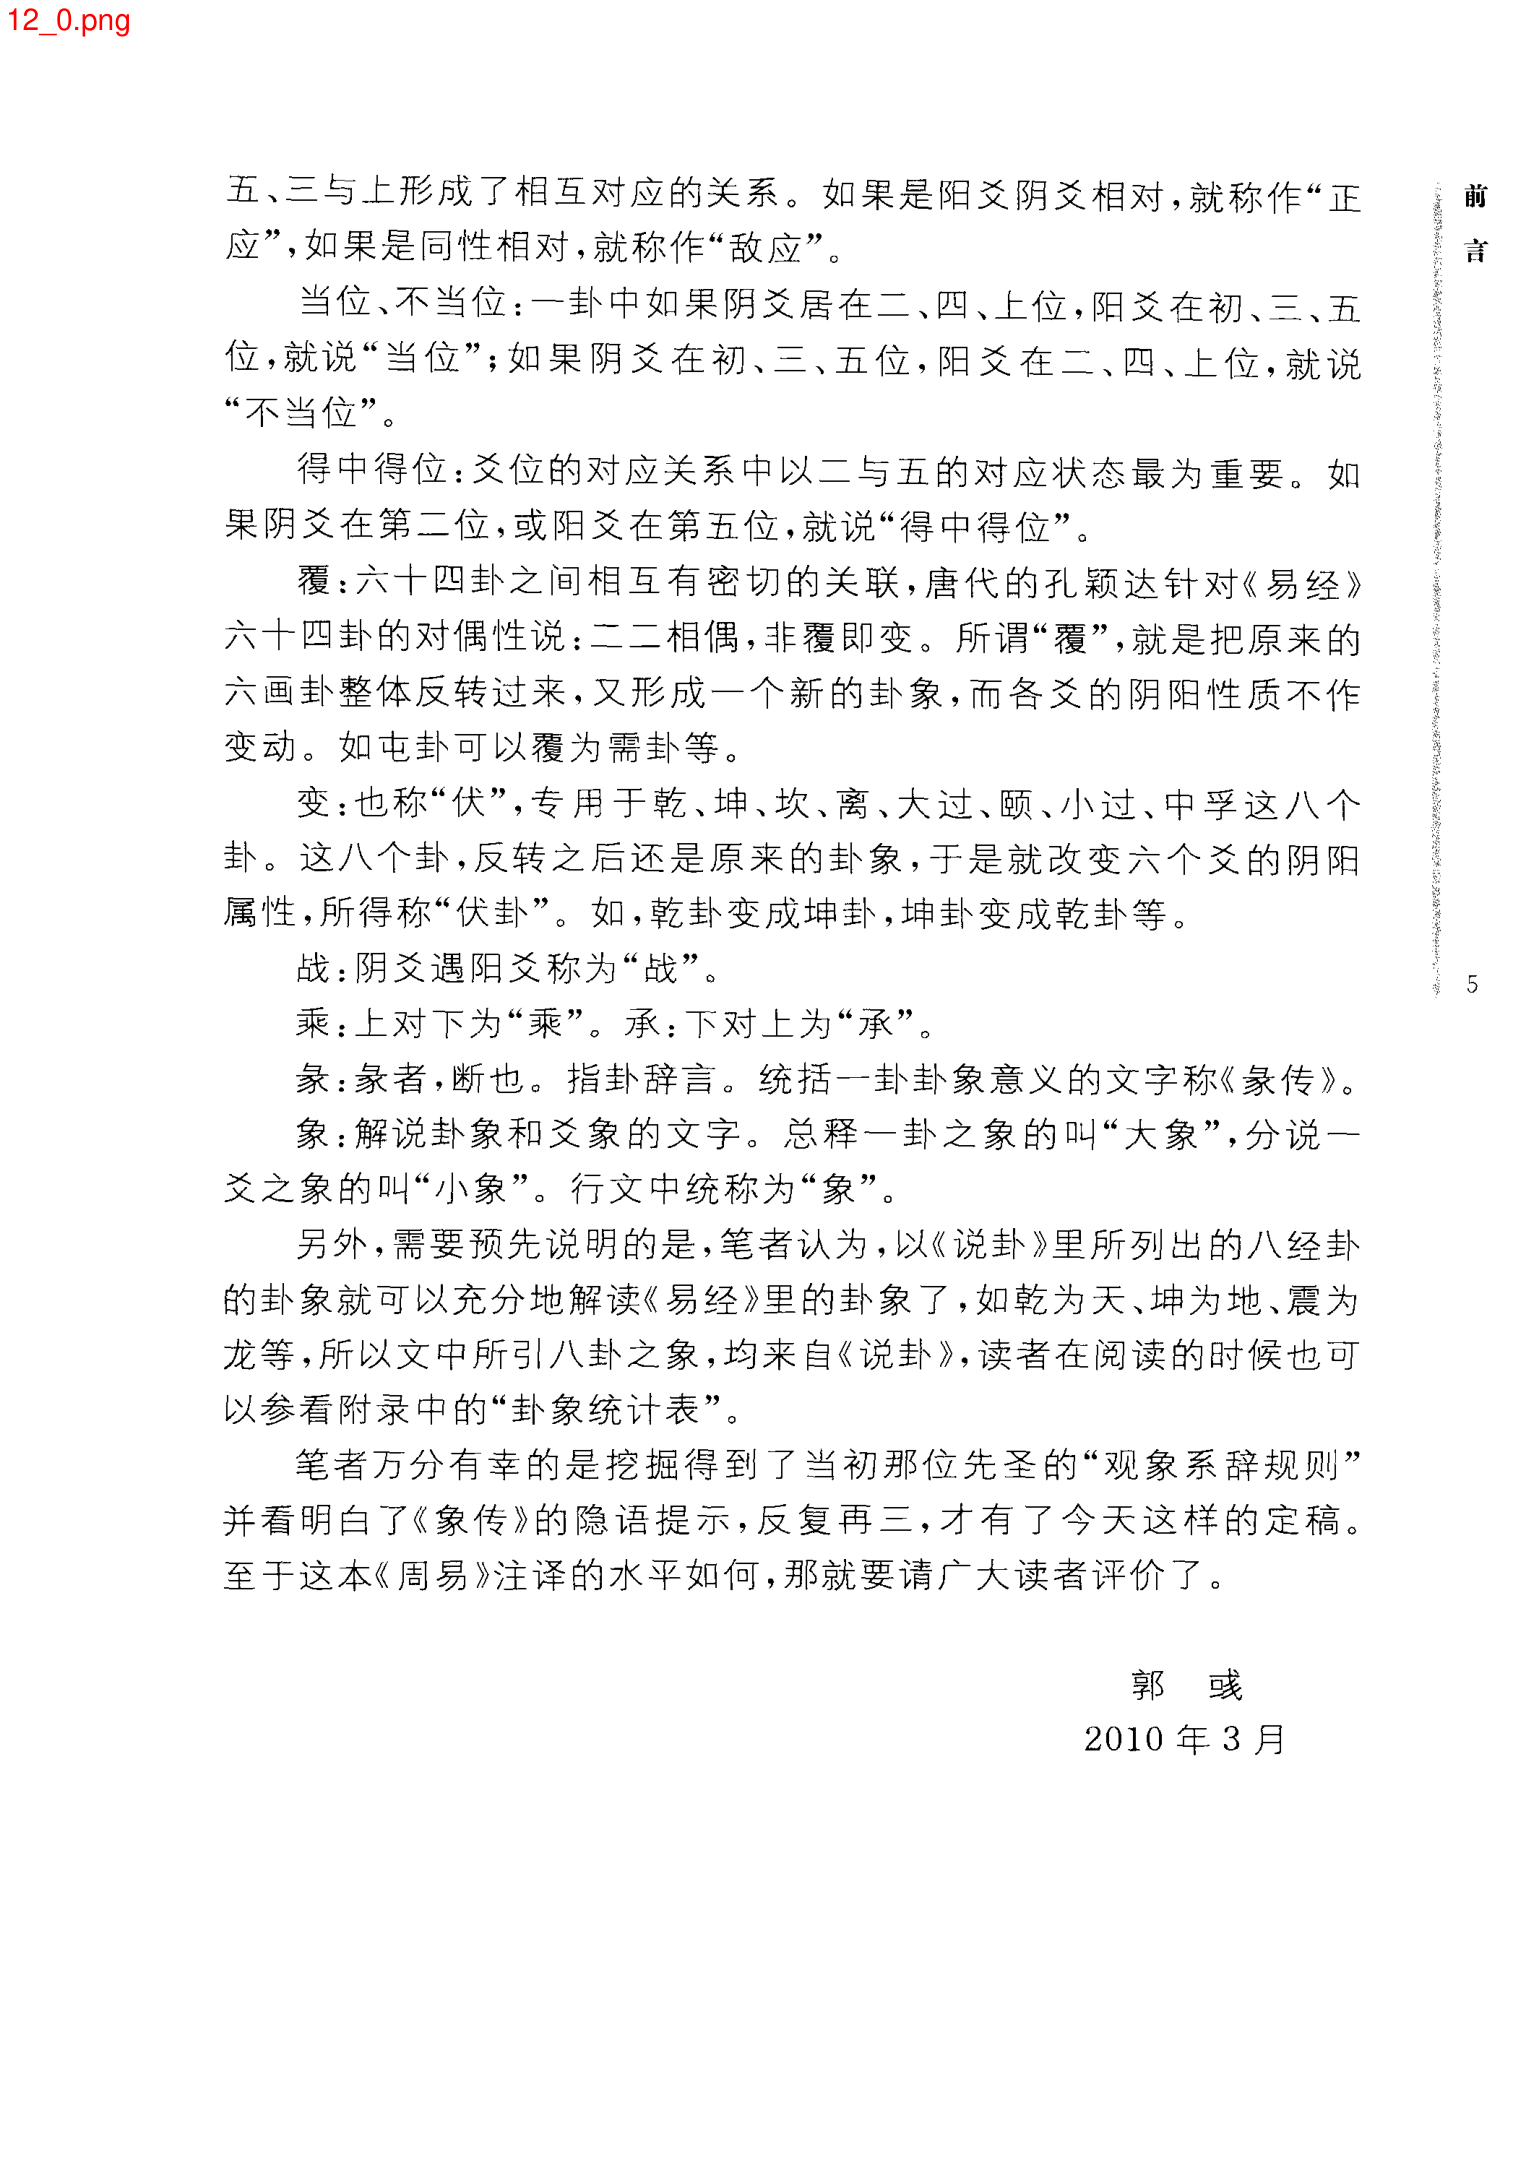 12_0.png
五、三与上形成了相互对应的关系。如果是阳爻阴爻相对,就称作“正
应”,如果是同性相对,就称作“敌应”。
当位、不当位:一卦中如果阴爻居在二、四、上位,阳爻在初、三、五
位,就说“当位”;如果阴爻在初、三、五位,阳爻在二、四、上位,就说
“不当位”。
得中得位:爻位的对应关系中以二与五的对应状态最为重要。如
果阴爻在第二位,或阳爻在第五位,就说“得中得位”。
覆:六十四卦之间相互有密切的关联,唐代的孔颖达针对《易经》
六十四卦的对偶性说:二二相偶,非覆即变。所谓“覆”,就是把原来的
六画卦整体反转过来,又形成一个新的卦象,而各爻的阴阳性质不作
变动。如屯卦可以覆为需卦等。
变:也称“伏”,专用于乾、坤、坎、离、大过、颐、小过、中孚这八个
卦。这八个卦,反转之后还是原来的卦象,于是就改变六个爻的阴阳
属性,所得称“伏卦”。如,乾卦变成坤卦,坤卦变成乾卦等。
战:阴爻遇阳爻称为“战”。
乘:上对下为“乘”。承:下对上为“承”。
彖:彖者,断也。指卦辞言。统括一卦卦象意义的文字称《彖传》。
象:解说卦象和爻象的文字。总释一卦之象的叫“大象”,分说一
爻之象的叫“小象”。行文中统称为“象”。
另外,需要预先说明的是,笔者认为,以《说卦》里所列出的八经卦
的卦象就可以充分地解读《易经》里的卦象了,如乾为天、坤为地、震为
龙等,所以文中所引八卦之象,均来自《说卦》,读者在阅读的时候也可
以参看附录中的“卦象统计表”。
笔者万分有幸的是挖掘得到了当初那位先圣的“观象系辞规则”
并看明白了《象传》的隐语提示,反复再三,才有了今天这样的定稿。
至于这本《周易》注译的水平如何,那就要请广大读者评价了。
郭 彧
2010 年 3 月
前言
5